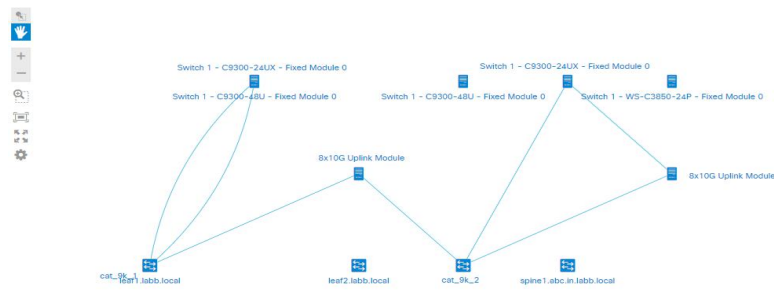 Switch 1 - C9300-24UX - Fixed Module 0
Switch 1 - C9300-24UX - Fixed Module 0
Switch 1 - C9300-48U - Fixed Module 0
Switch 1 - C9300-48U - Fixed Module 0
Switch 1 - WS-C3850-24P - Fixed Module 0
8x10G Uplink Module
8x10G Uplink Module
cat_9k_1
leaf1.labb.local
leaf2.labb.local
cat_9k_2
spine1.abc.in.labb.local